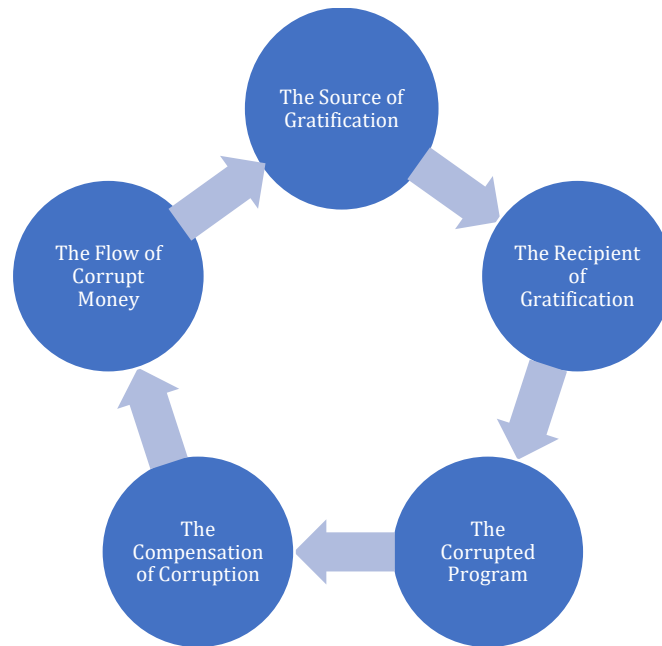 The Source of
Gratification
The Recipient
of
Gratification
The
Corrupted
Program
The
Compensation
of Corruption
The Flow of
Corrupt
Money